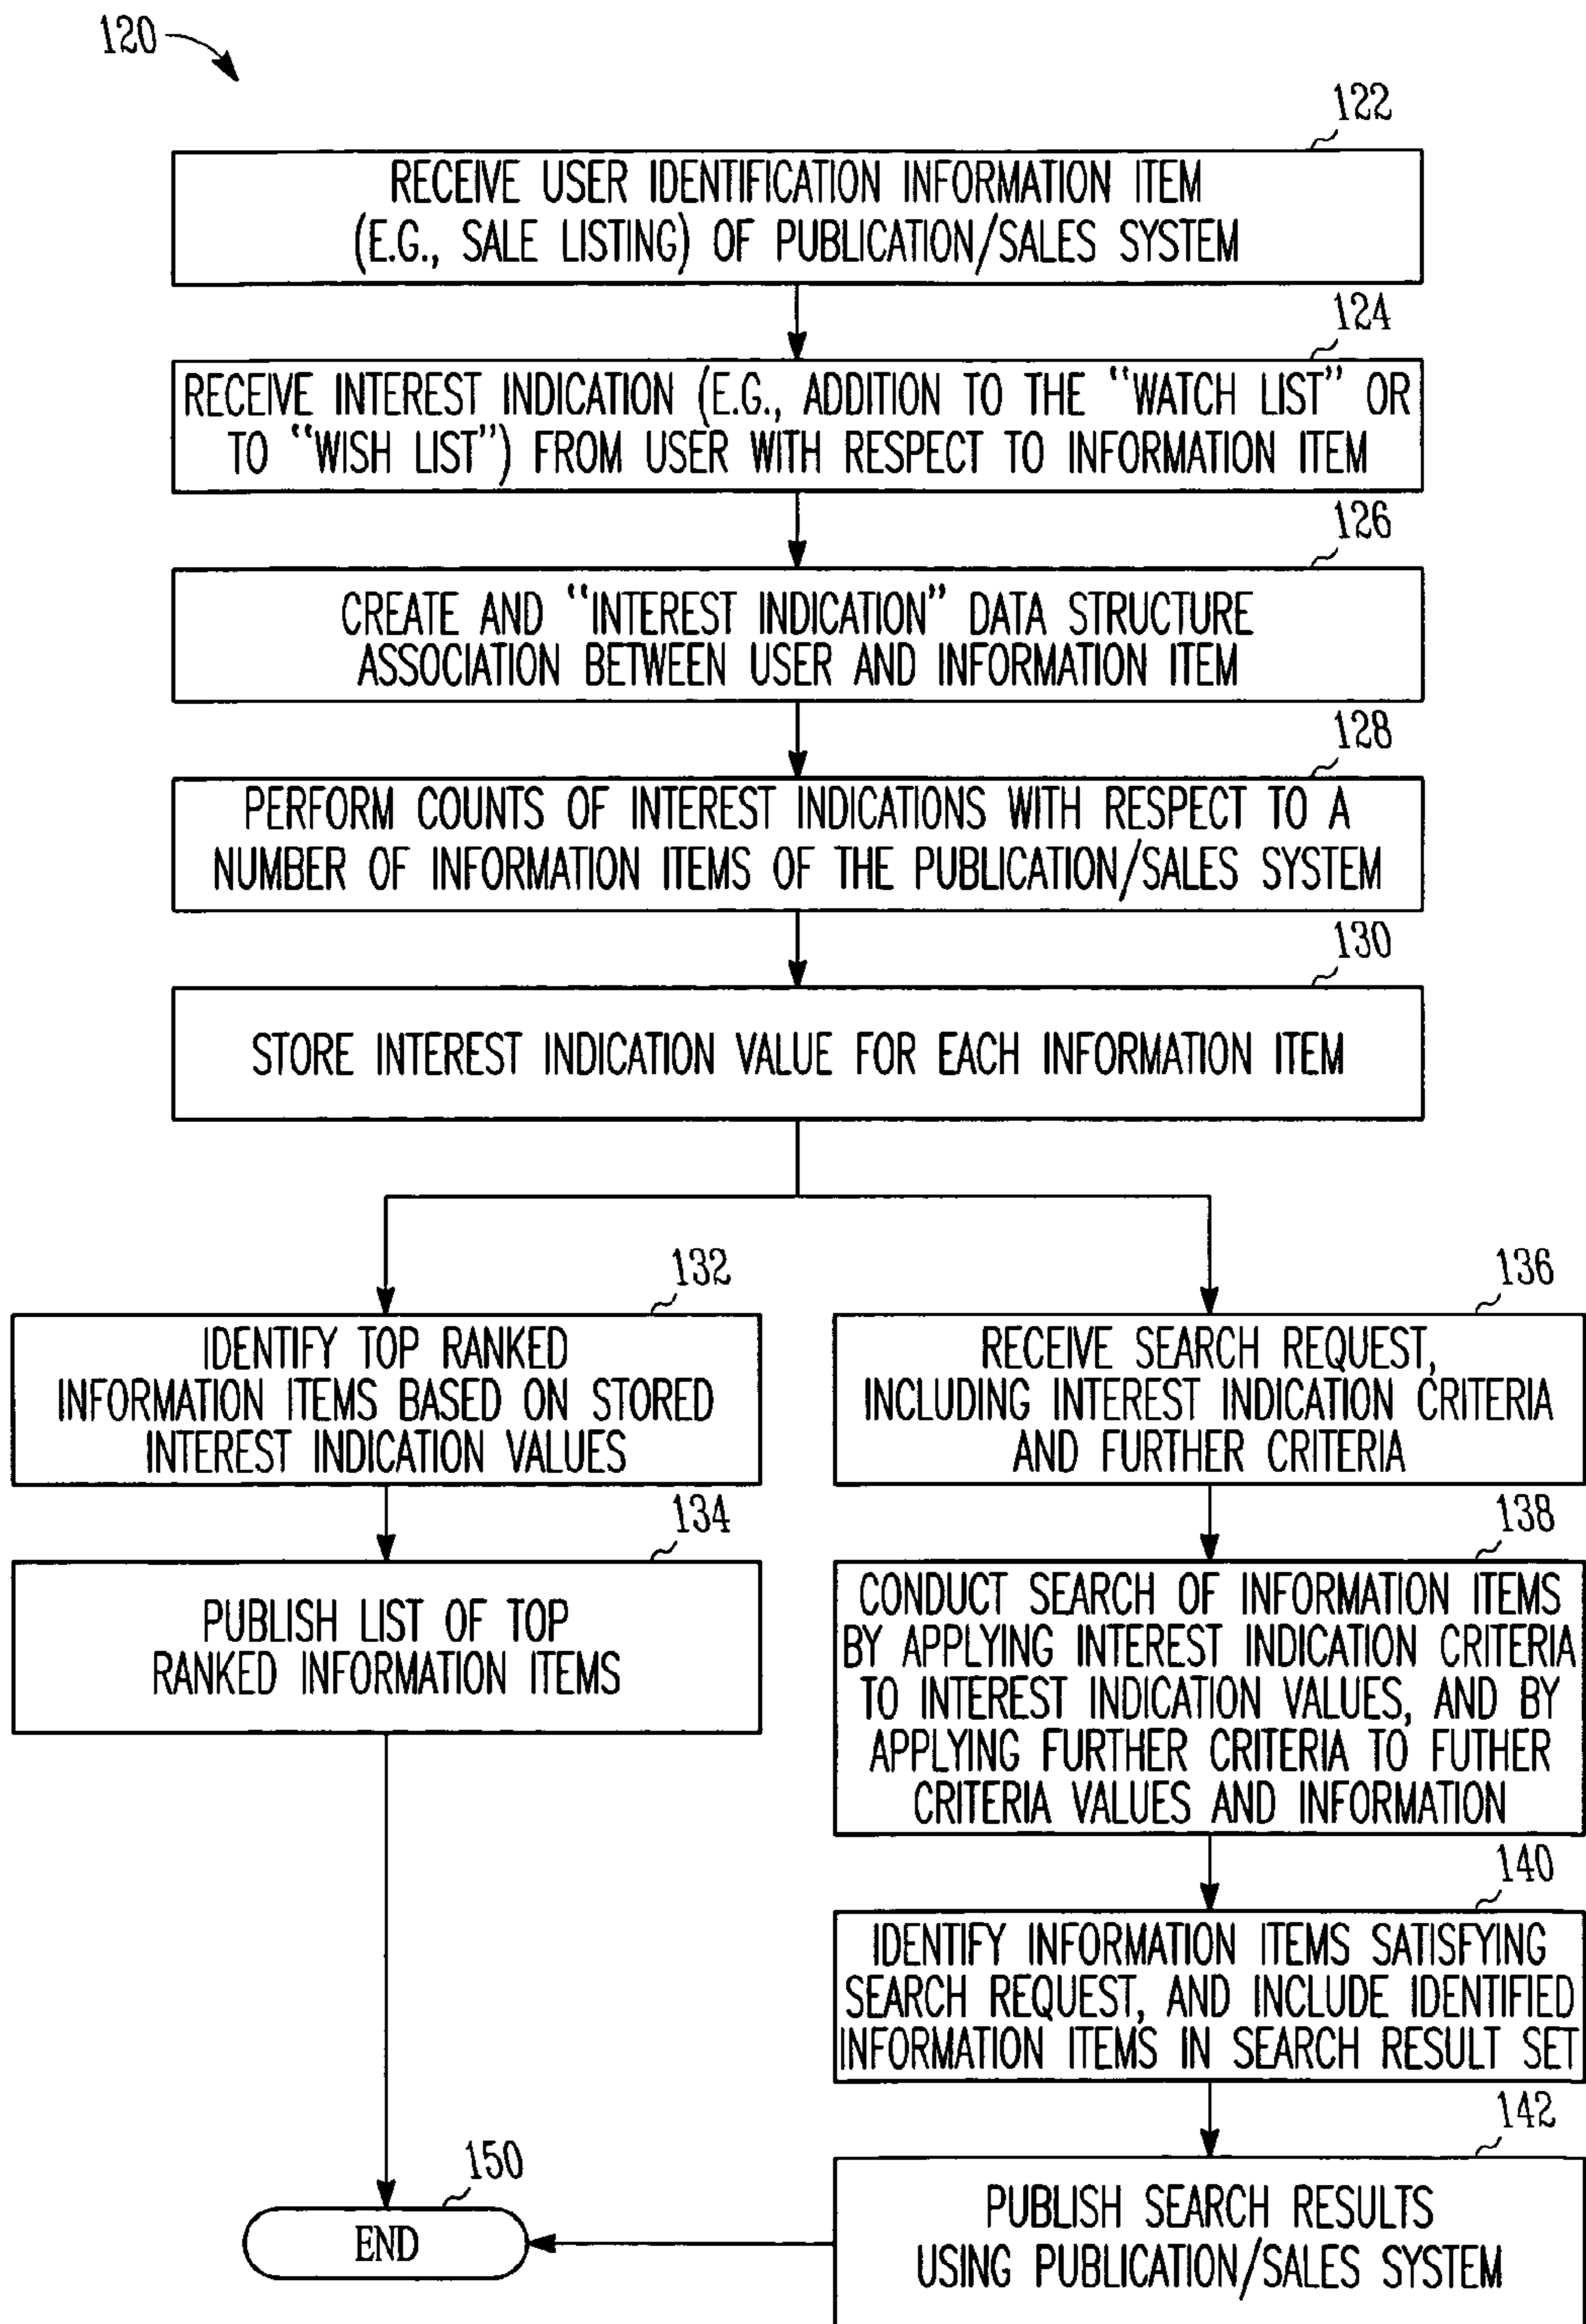 120
122
RECEIVE USER IDENTIFICATION INFORMATION ITEM
(E.G., SALE LISTING) OF PUBLICATION/SALES SYSTEM
124
RECEIVE INTEREST INDICATION (E.G., ADDITION TO THE "WATCH LIST" OR
TO "WISH LIST") FROM USER WITH RESPECT TO INFORMATION ITEM
126
CREATE AND "INTEREST INDICATION" DATA STRUCTURE
ASSOCIATION BETWEEN USER AND INFORMATION ITEM
128
PERFORM COUNTS OF INTEREST INDICATIONS WITH RESPECT TO A
NUMBER OF INFORMATION ITEMS OF THE PUBLICATION/SALES SYSTEM
130
STORE INTEREST INDICATION VALUE FOR EACH INFORMATION ITEM
132
IDENTIFY TOP RANKED
INFORMATION ITEMS BASED ON STORED
INTEREST INDICATION VALUES
134
PUBLISH LIST OF TOP
RANKED INFORMATION ITEMS
136
RECEIVE SEARCH REQUEST,
INCLUDING INTEREST INDICATION CRITERIA
AND FURTHER CRITERIA
138
CONDUCT SEARCH OF INFORMATION ITEMS
BY APPLYING INTEREST INDICATION CRITERIA
TO INTEREST INDICATION VALUES, AND BY
APPLYING FURTHER CRITERIA TO FUTHER
CRITERIA VALUES AND INFORMATION
140
IDENTIFY INFORMATION ITEMS SATISFYING
SEARCH REQUEST, AND INCLUDE IDENTIFIED
INFORMATION ITEMS IN SEARCH RESULT SET
142
PUBLISH SEARCH RESULTS
USING PUBLICATION/SALES SYSTEM
150
END